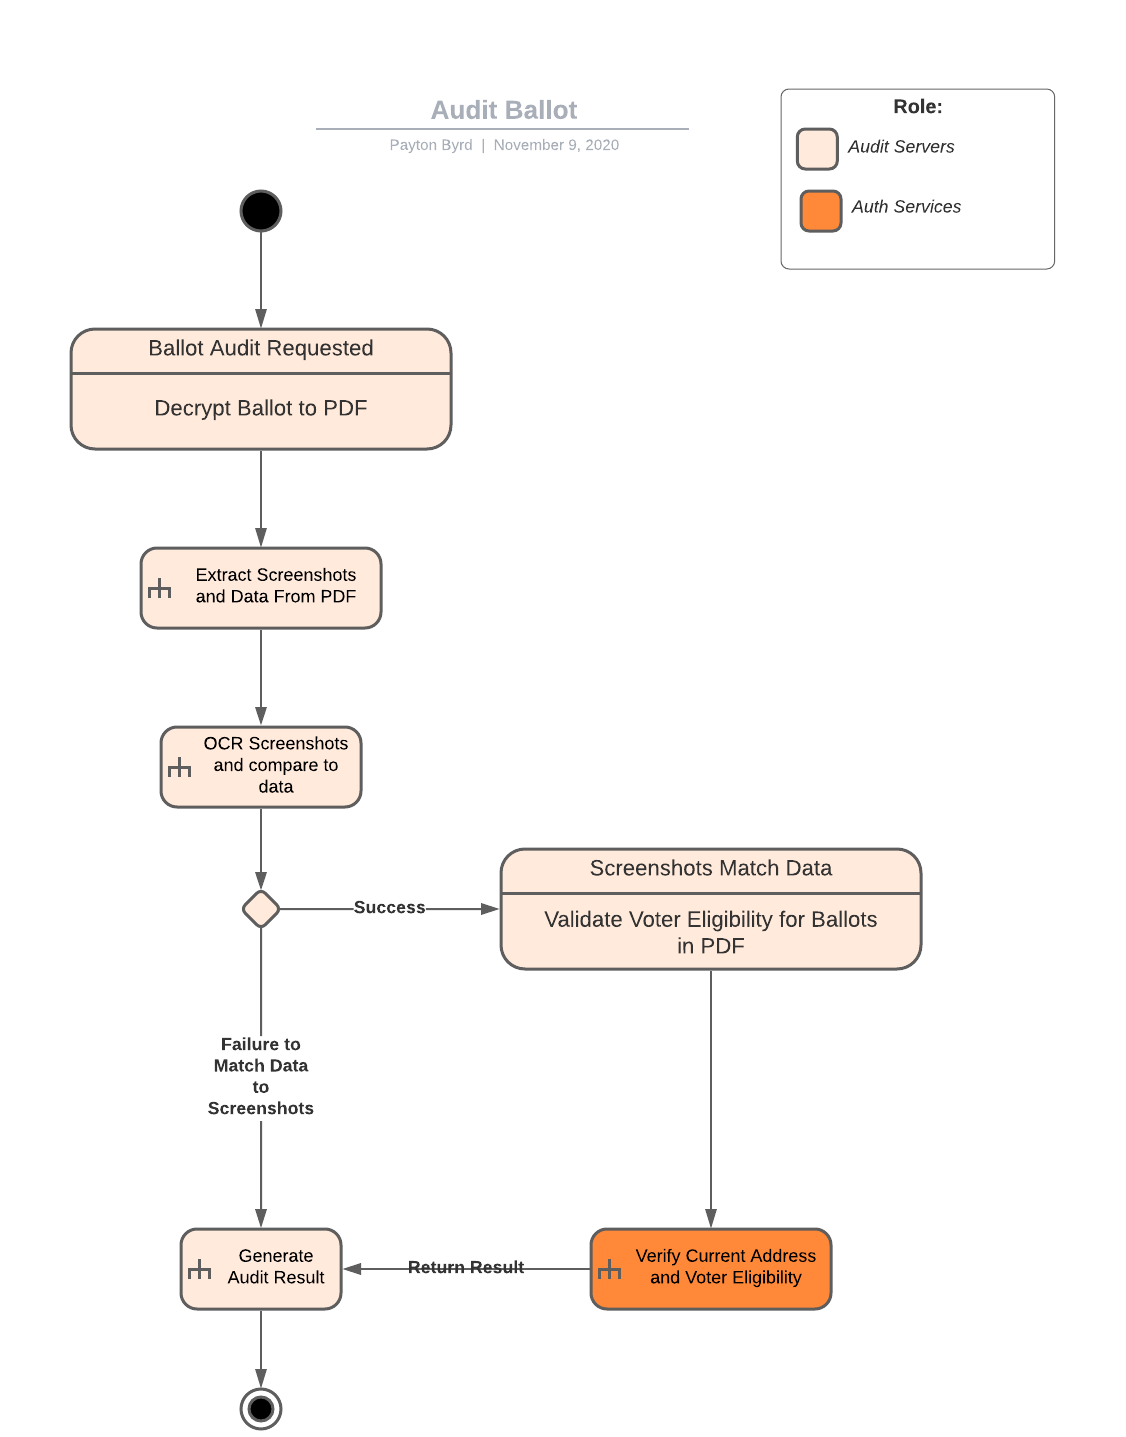 Audit Ballot
Payton Byrd | November 9, 2020
Role:
Audit Servers
Auth Services
Ballot Audit Requested
Decrypt Ballot to PDF
Extract Screenshots
and Data From PDF
OCR Screenshots
and compare to
data
Success
Screenshots Match Data
Validate Voter Eligibility for Ballots
in PDF
Failure to
Match Data
to
Screenshots
Generate
Audit Result
Return Result
Verify Current Address
and Voter Eligibility